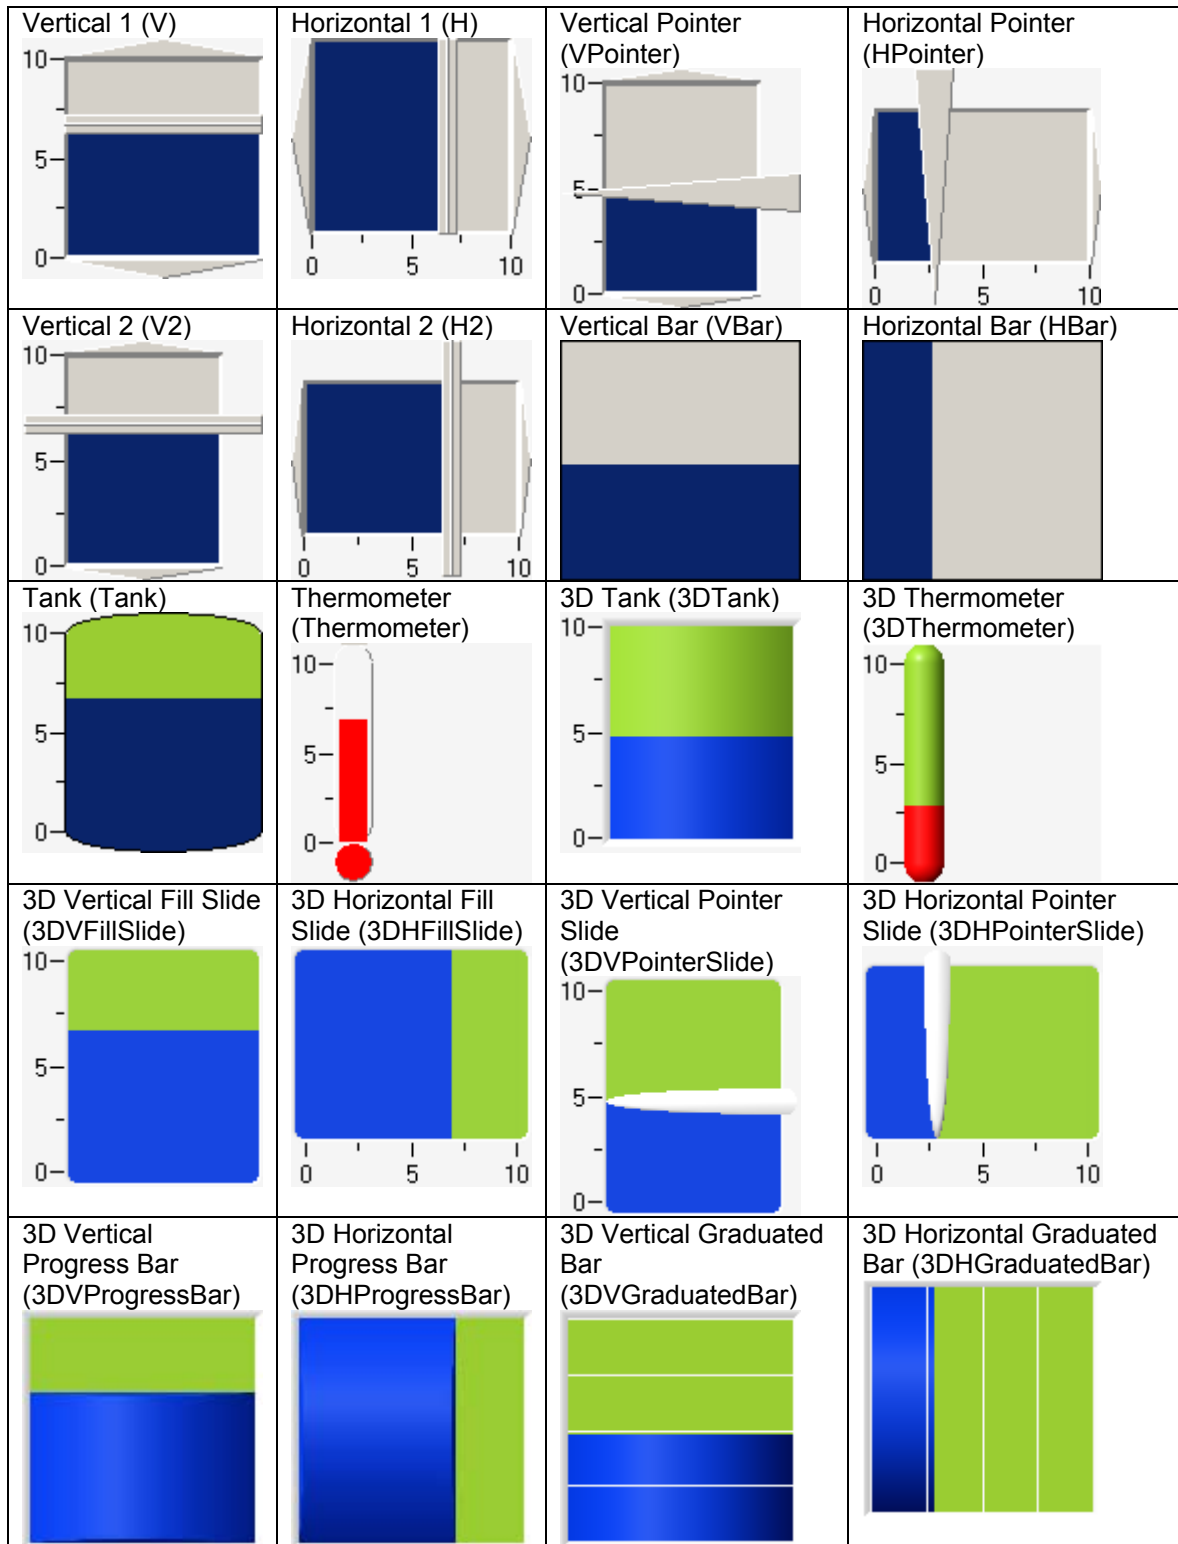 Vertical 1 (V)
10
5
0
Horizontal 1 (H)
0 5 10
Vertical Pointer
(VPointer)
10
5
0
Horizontal Pointer
(HPointer)
0 5 10
Vertical 2 (V2)
10
5
0
Horizontal 2 (H2)
0 5 10
Vertical Bar (VBar)
Horizontal Bar (HBar)
Tank (Tank)
10
5
0
Thermometer
(Thermometer)
10
5
0
3D Tank (3DTank)
10
5
0
3D Thermometer
(3DThermometer)
10
5
0
3D Vertical Fill Slide
(3DVFillSlide)
10
5
0
3D Horizontal Fill
Slide (3DHFillSlide)
0 5 10
3D Vertical Pointer
Slide
(3DVPointerSlide)
10
5
0
3D Horizontal Pointer
Slide (3DHPointerSlide)
0 5 10
3D Vertical
Progress Bar
(3DVProgressBar)
3D Horizontal
Progress Bar
(3DHProgressBar)
3D Vertical Graduated
Bar
(3DVGraduatedBar)
3D Horizontal Graduated
Bar (3DHGraduatedBar)